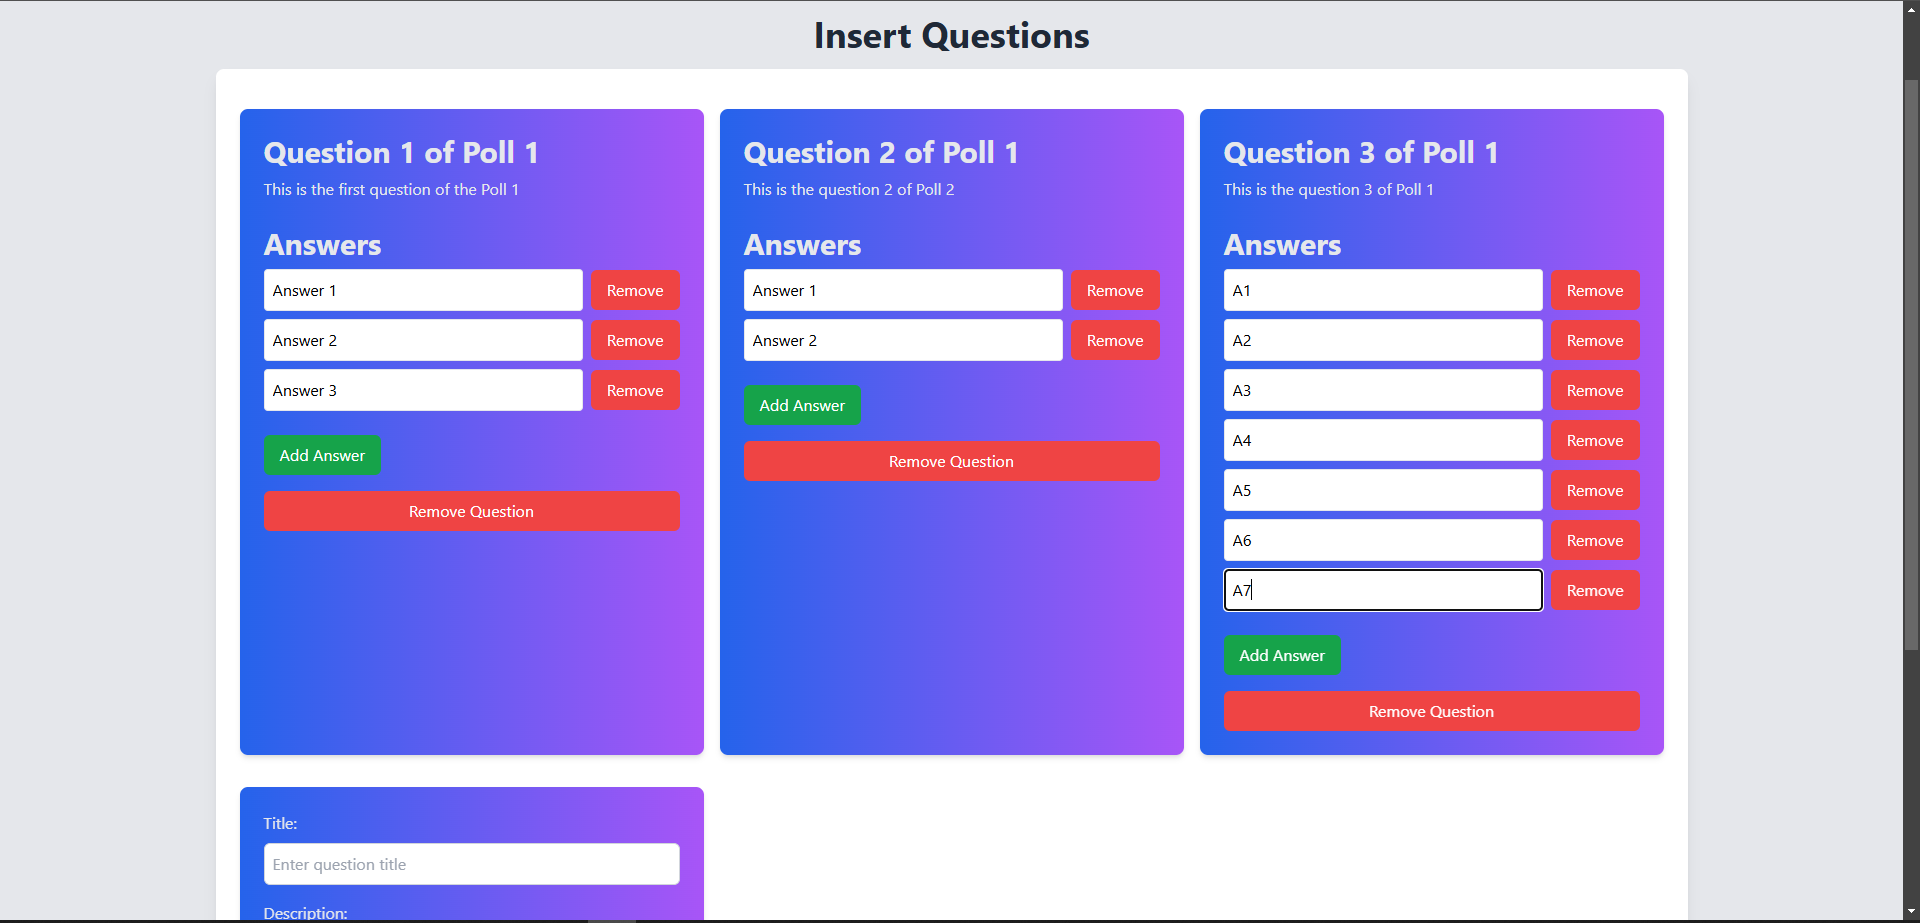 Insert Questions
Question 1 of Poll 1
This is the first question of the Poll 1
Answers
Answer 1
Remove
Answer 2
Remove
Answer 3
Remove
Add Answer
Remove Question
Question 2 of Poll 1
This is the question 2 of Poll 2
Answers
Answer 1
Remove
Answer 2
Remove
Add Answer
Remove Question
Question 3 of Poll 1
This is the question 3 of Poll 1
Answers
A1
Remove
A2
Remove
A3
Remove
A4
Remove
A5
Remove
A6
Remove
A7
Remove
Add Answer
Remove Question
Title:
Enter question title
Description: